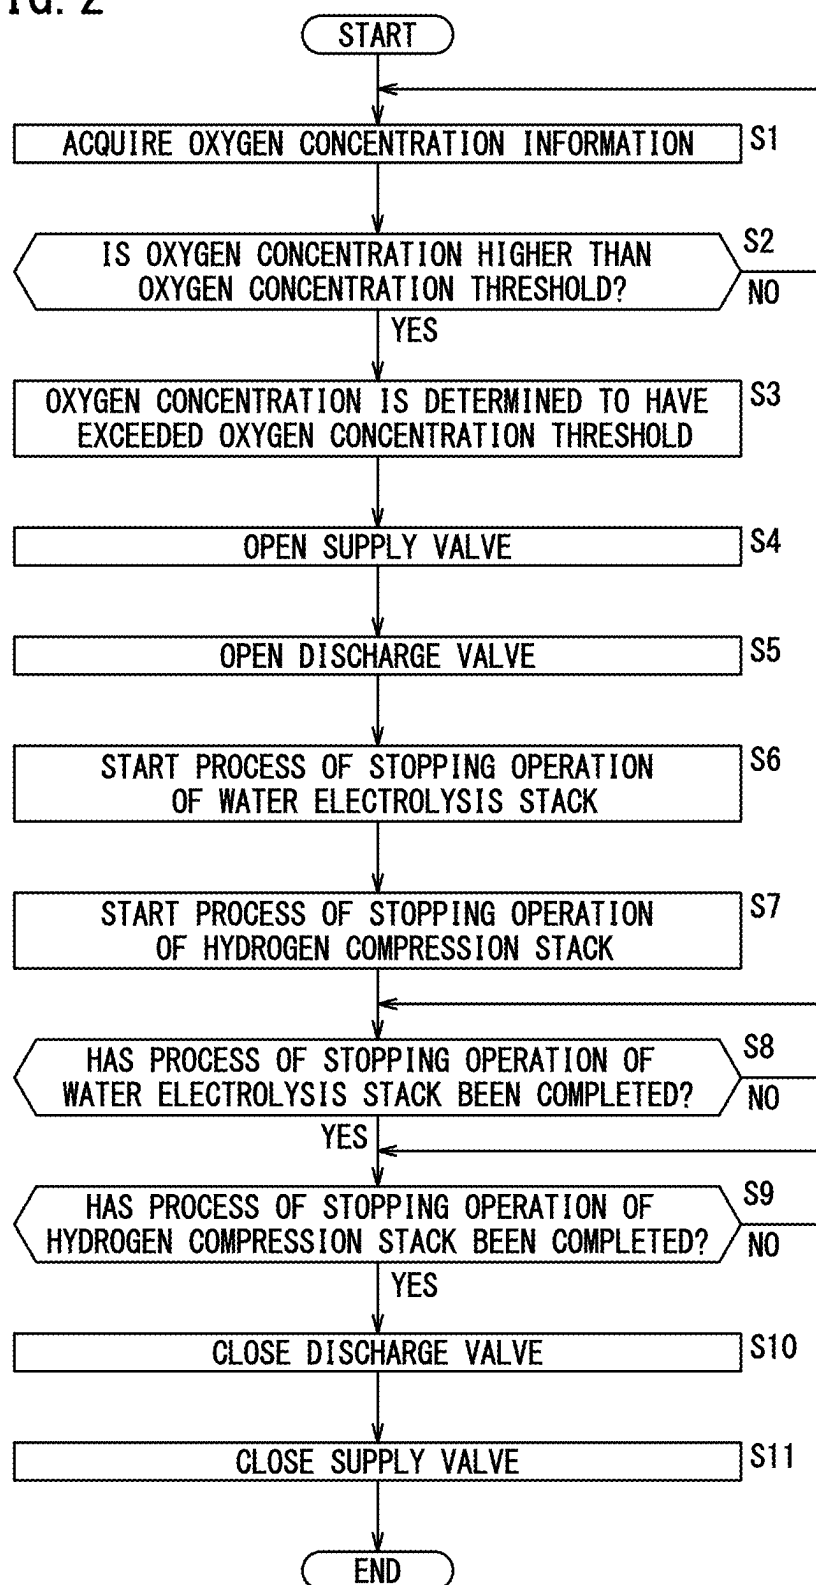 IG. 2
START
ACQUIRE OXYGEN CONCENTRATION INFORMATION
S1
IS OXYGEN CONCENTRATION HIGHER THAN
OXYGEN CONCENTRATION THRESHOLD?
S2
NO
YES
OXYGEN CONCENTRATION IS DETERMINED TO HAVE
EXCEEDED OXYGEN CONCENTRATION THRESHOLD
S3
OPEN SUPPLY VALVE
S4
OPEN DISCHARGE VALVE
S5
START PROCESS OF STOPPING OPERATION
OF WATER ELECTROLYSIS STACK
S6
START PROCESS OF STOPPING OPERATION
OF HYDROGEN COMPRESSION STACK
S7
HAS PROCESS OF STOPPING OPERATION OF
WATER ELECTROLYSIS STACK BEEN COMPLETED?
S8
NO
YES
HAS PROCESS OF STOPPING OPERATION OF
HYDROGEN COMPRESSION STACK BEEN COMPLETED?
S9
NO
YES
CLOSE DISCHARGE VALVE
S10
CLOSE SUPPLY VALVE
S11
END